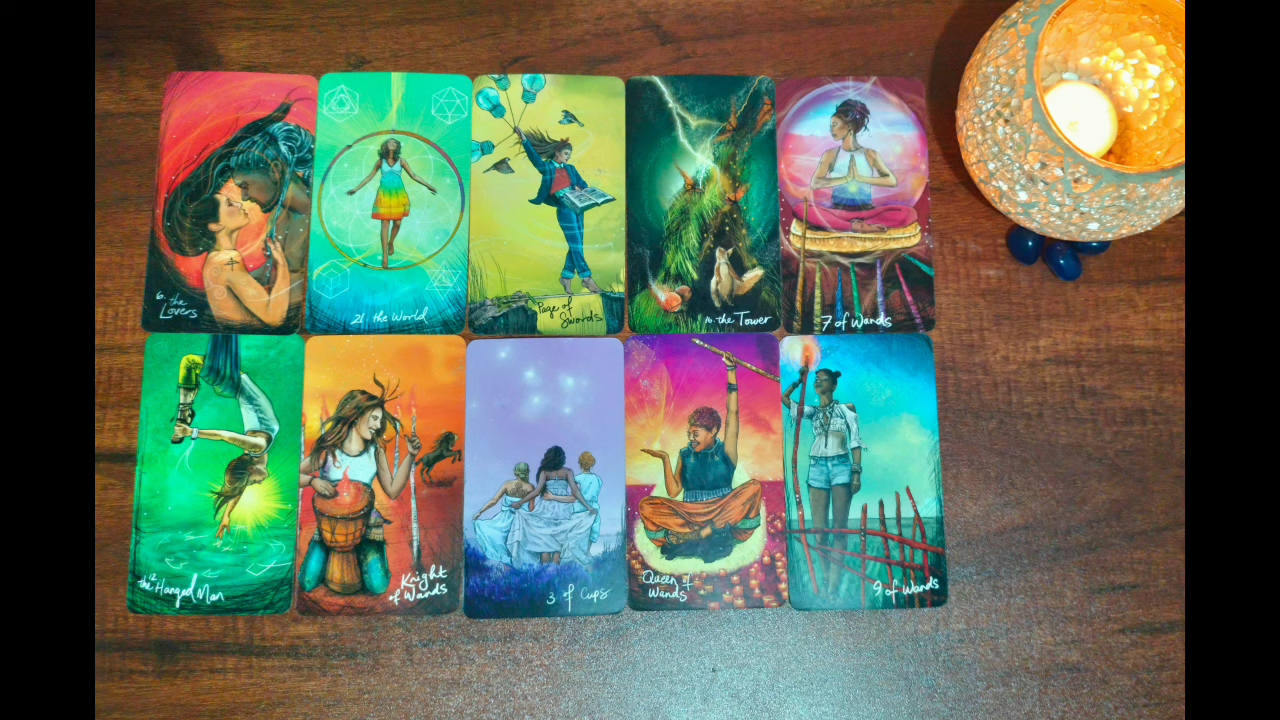 6. the
Lovers
21. the World
Page of
Swords
16. the Tower
7 of Wands
12
the Hanged Man
Knight
of Wands
3 of Cups
Queen of
Wands
9 of Wands